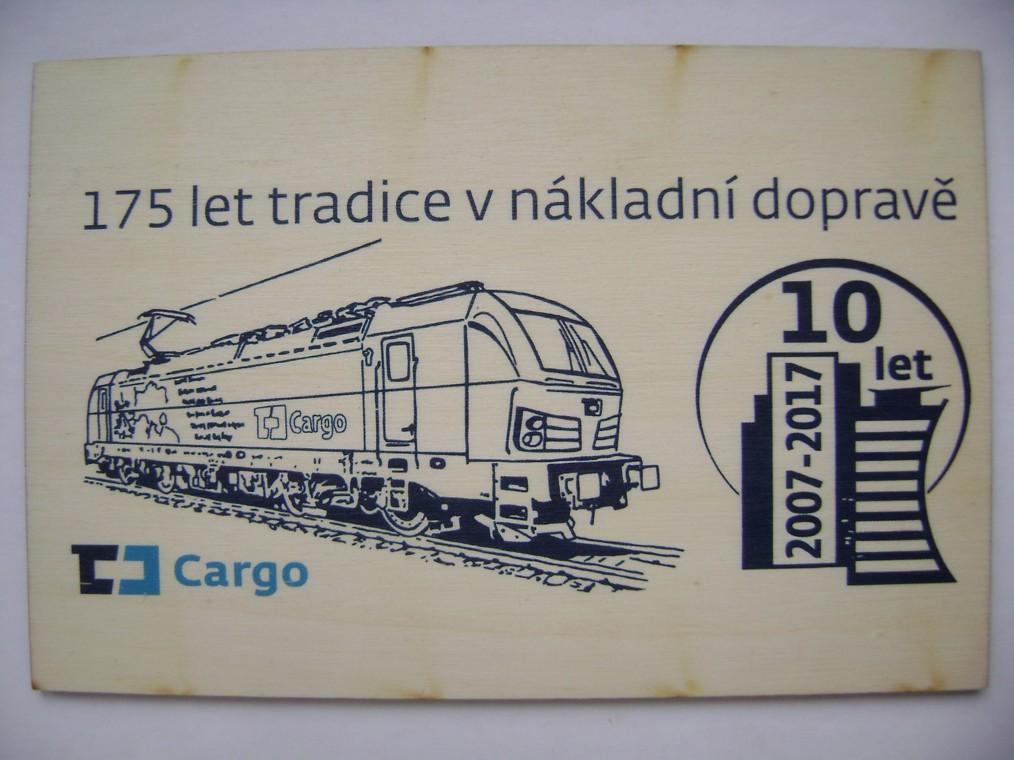 175 let tradice v nákladní dopravě
10
let
2007-2017
Cargo
Cargo